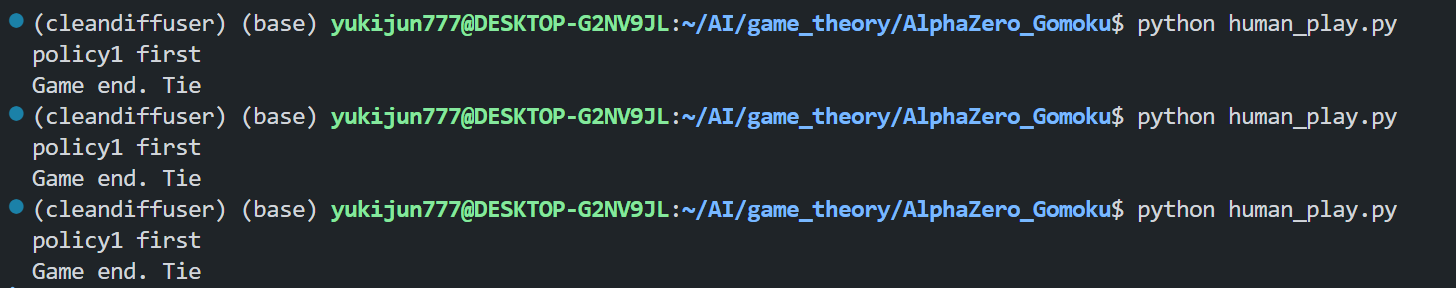 (cleandiffuser) (base) yukijun777@DESKTOP-G2NV9JL:~/AI/game_theory/AlphaZero_Gomoku$ python human_play.py
policy1 first
Game end. Tie
(cleandiffuser) (base) yukijun777@DESKTOP-G2NV9JL:~/AI/game_theory/AlphaZero_Gomoku$ python human_play.py
policy1 first
Game end. Tie
(cleandiffuser) (base) yukijun777@DESKTOP-G2NV9JL:~/AI/game_theory/AlphaZero_Gomoku$ python human_play.py
policy1 first
Game end. Tie